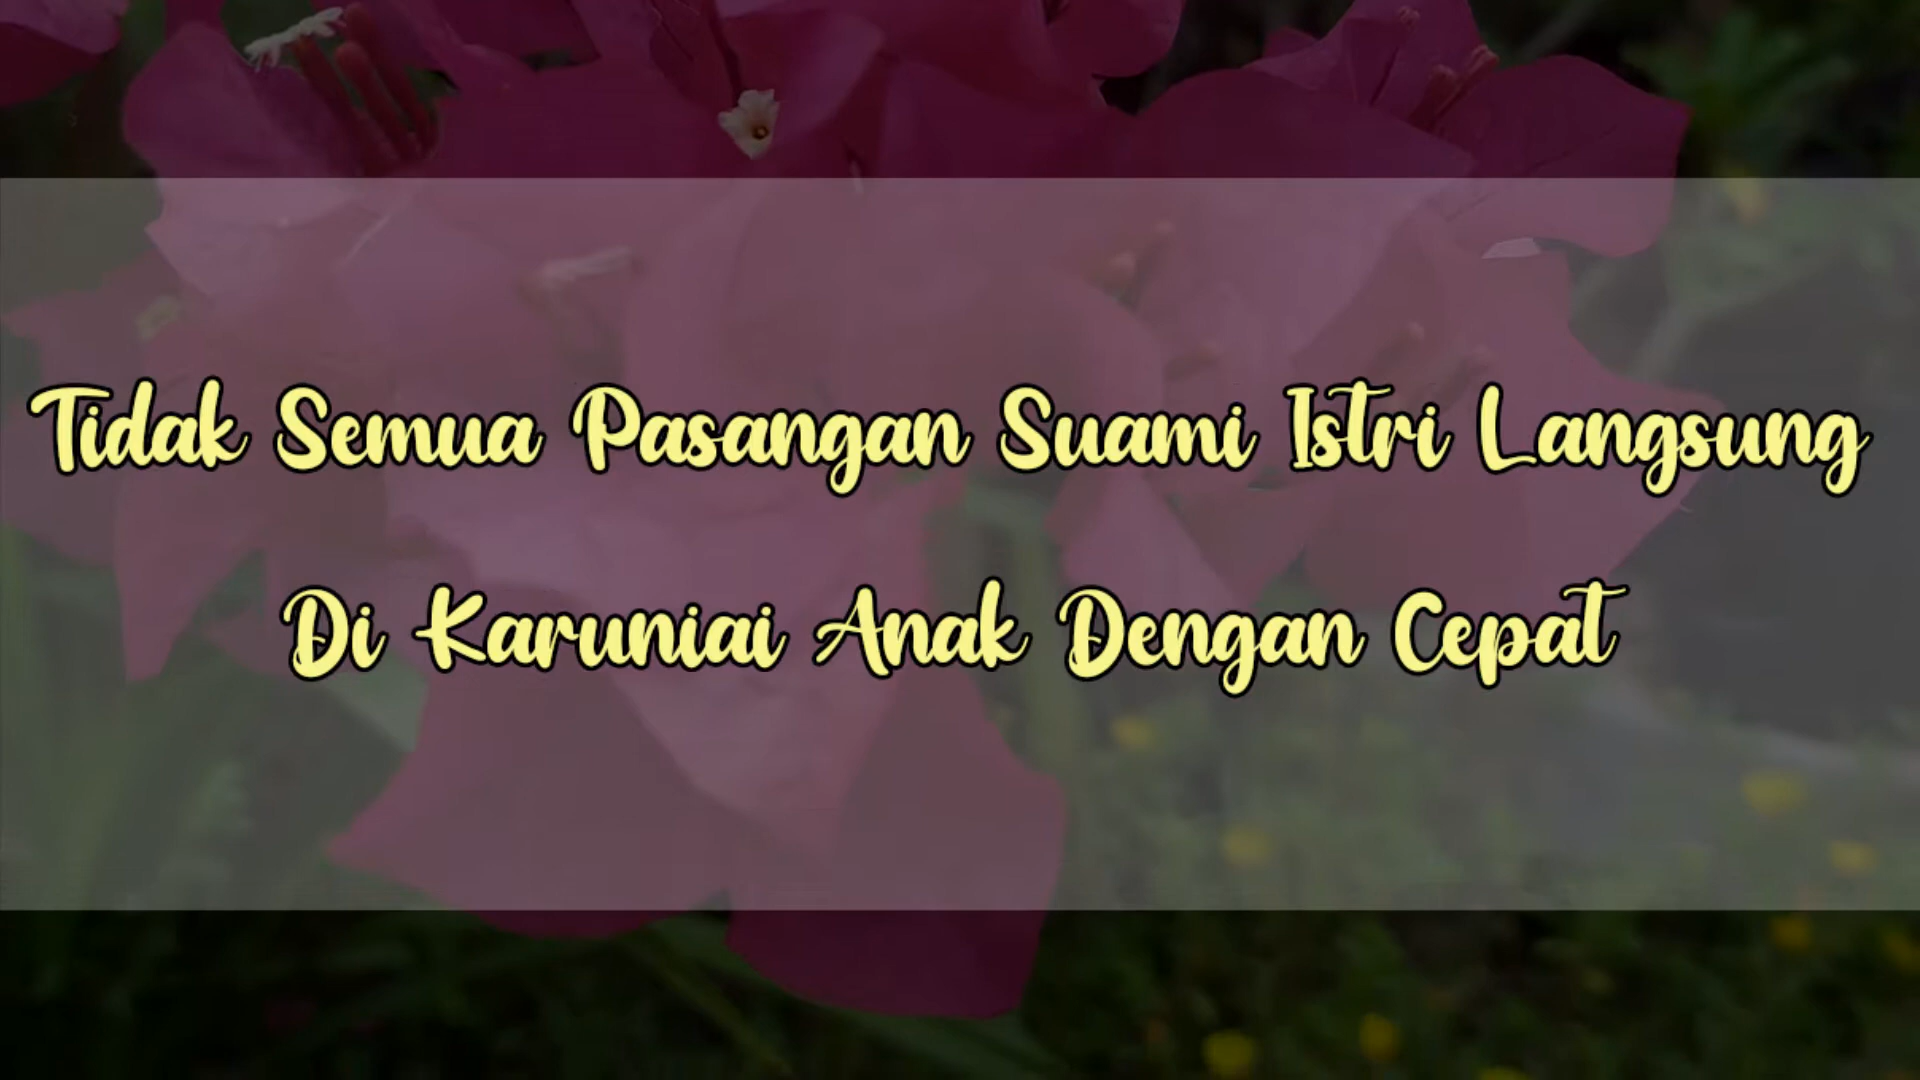 Tidak Semua Pasangan Suami Istri Langsung
Di Karuniai Anak Dengan Cepat